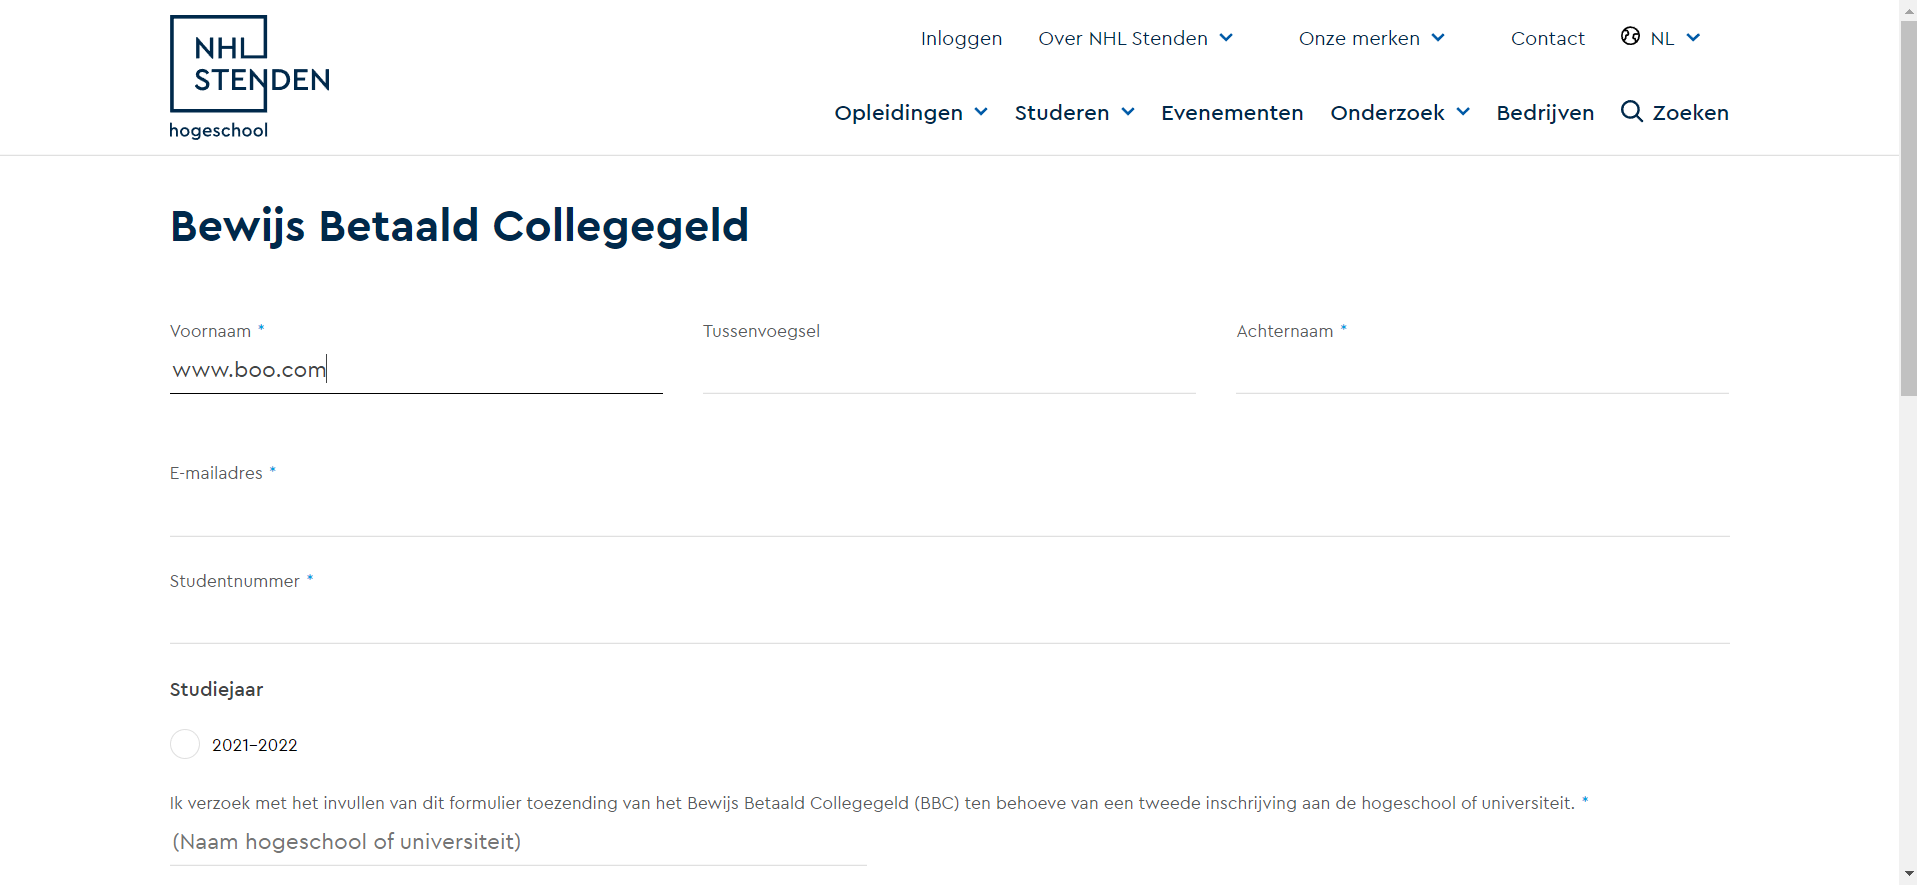 NHL
STENDEN
hogeschool
Inloggen Over NHL Stenden Onze merken Contact NL
Opleidingen Studeren Evenementen Onderzoek Bedrijven Zoeken
Bewijs Betaald Collegegeld
Voornaam * Tussenvoegsel Achternaam *
www.boo.com
E-mailadres *
Studentnummer *
Studiejaar
2021-2022
Ik verzoek met het invullen van dit formulier toezending van het Bewijs Betaald Collegegeld (BBC) ten behoeve van een tweede inschrijving aan de hogeschool of universiteit. *
(Naam hogeschool of universiteit)